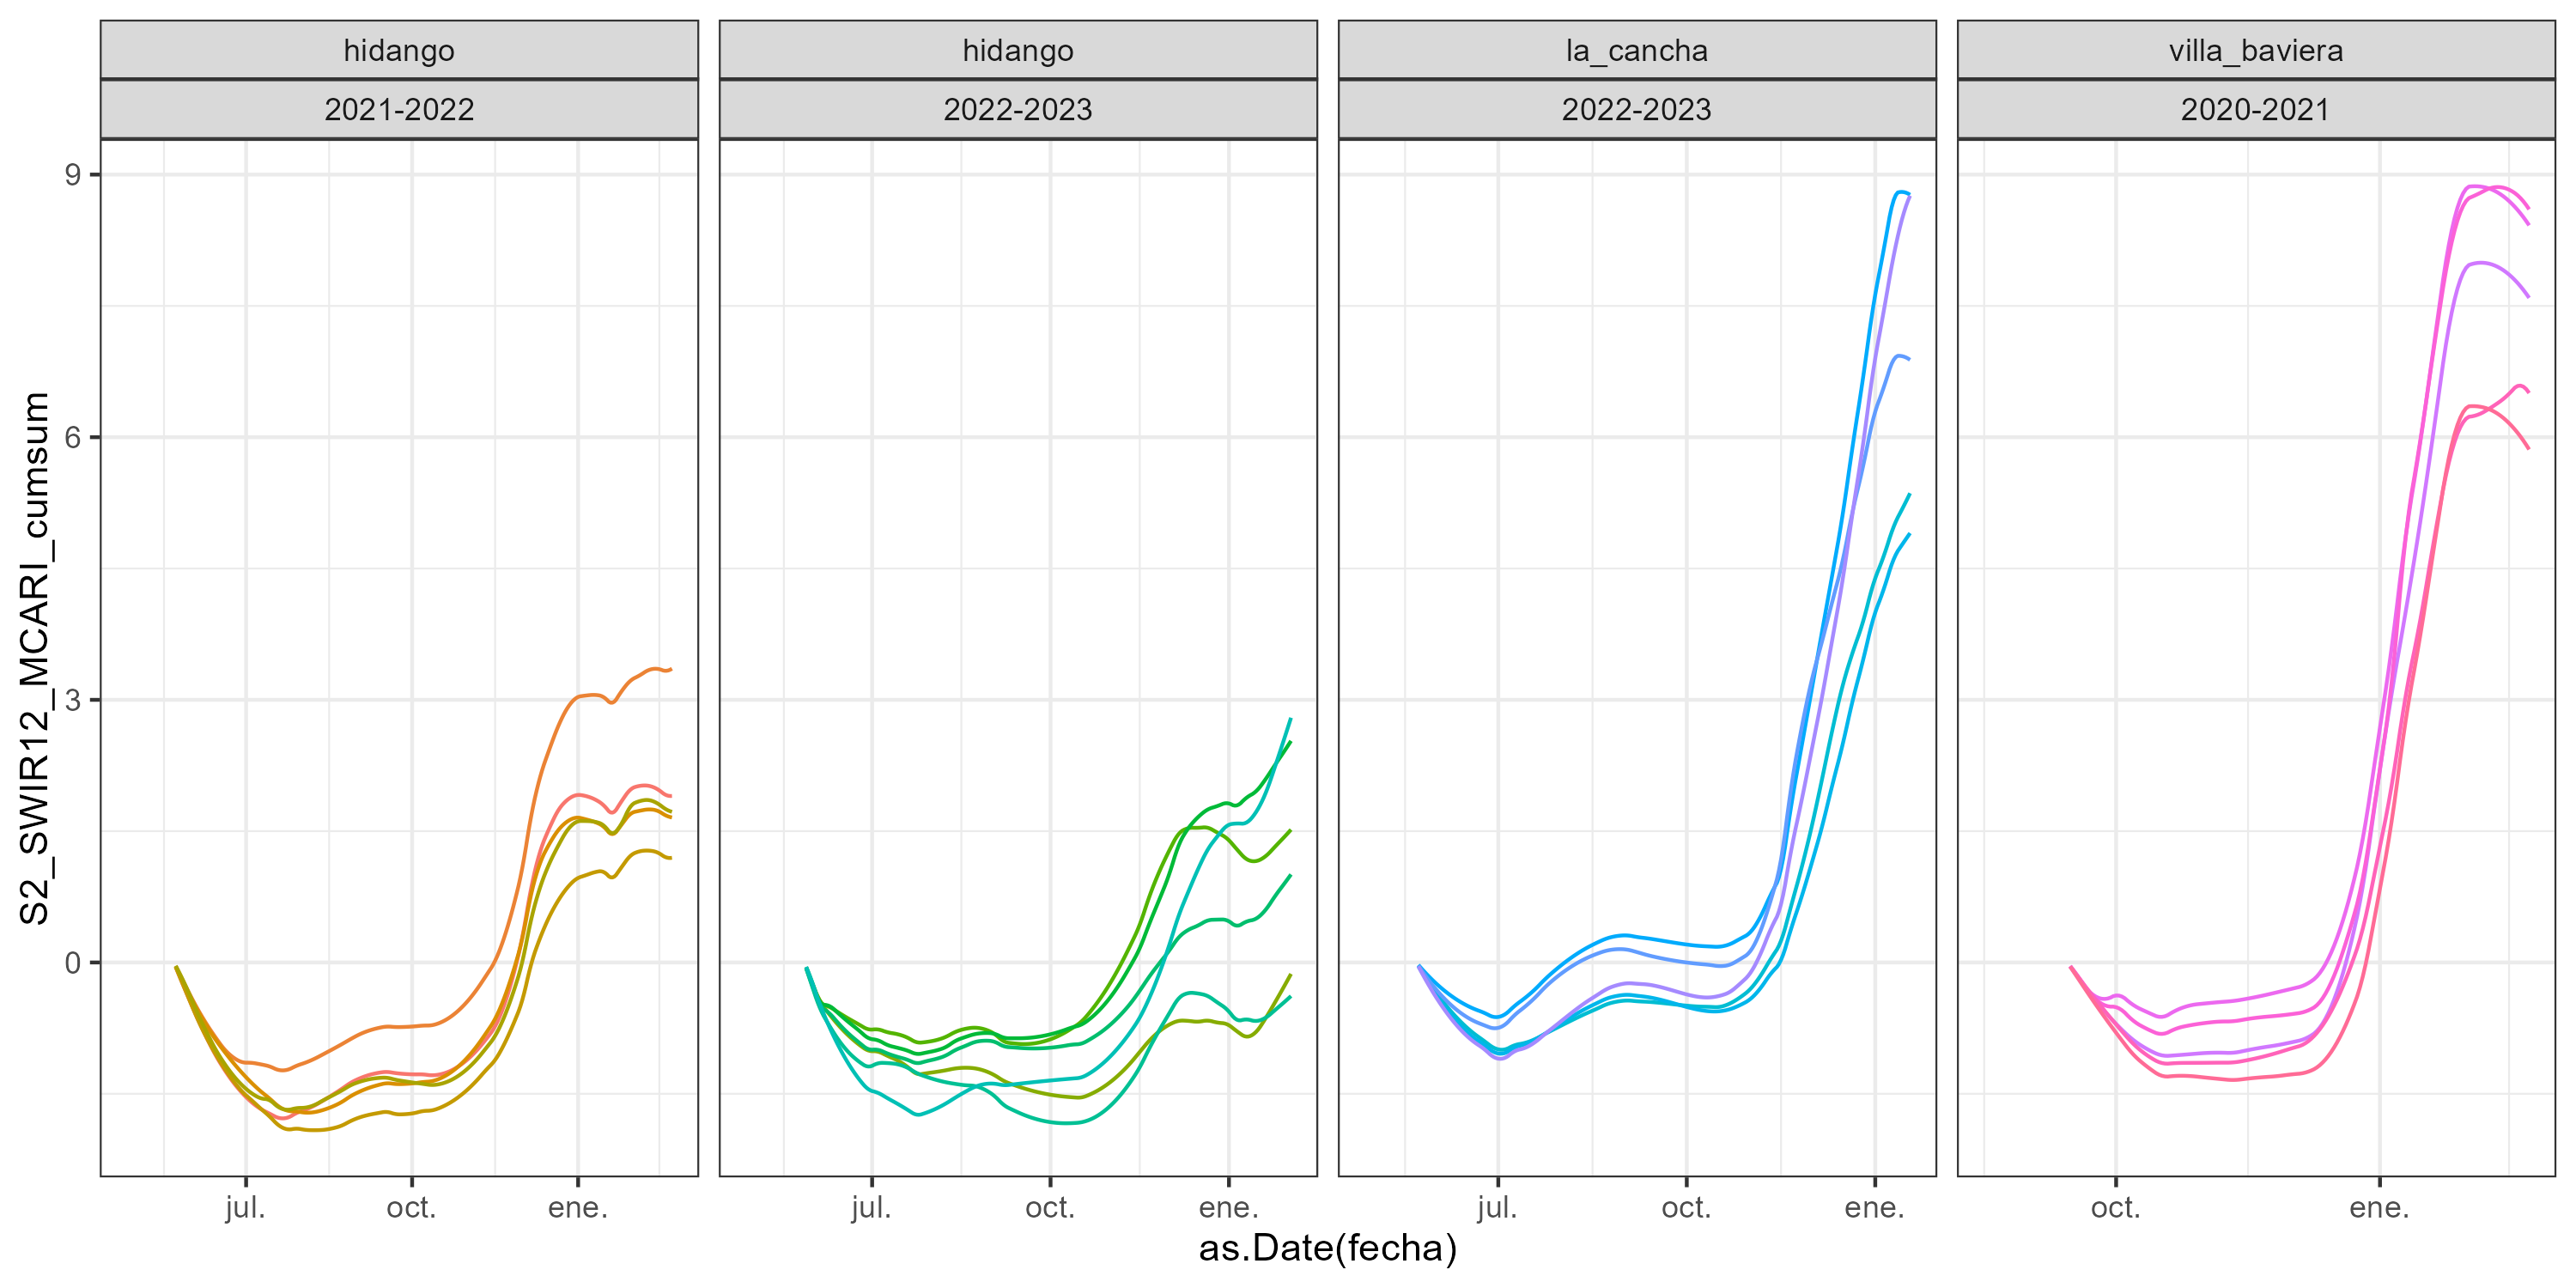 hidango hidango la_cancha villa_baviera
2021-2022 2022-2023 2022-2023 2020-2021
9
6
3
0
S2_SWIR12_MCARI_cumsum
jul. oct. ene. jul. oct. ene. jul. oct. ene. oct. ene.
as.Date(fecha)